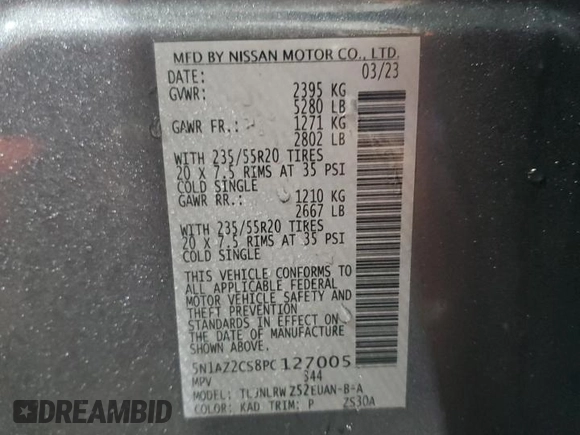 MFD BY NISSAN MOTOR CO., LTD.
DATE: 03/23
GVWR: 2395 KG
5280 LB
GAWR FR.: 1271 KG
2802 LB
WITH 235/55R20 TIRES
20 X 7.5 RIMS AT 35 PSI
COLD SINGLE
GAWR RR.: 1210 KG
2667 LB
WITH 235/55R20 TIRES
20 X 7.5 RIMS AT 35 PSI
COLD SINGLE
THIS VEHICLE CONFORMS TO
ALL APPLICABLE FEDERAL
MOTOR VEHICLE SAFETY AND
THEFT PREVENTION
STANDARDS IN EFFECT ON
THE DATE OF MANUFACTURE
SHOWN ABOVE.
5N1AZ2CS8PC127005
MPV 344
MODEL: Z52EUAN-B-A
COLOR: KAD TRIM: P ZS30A
EPICVIN.COM
EPICVIN.COM